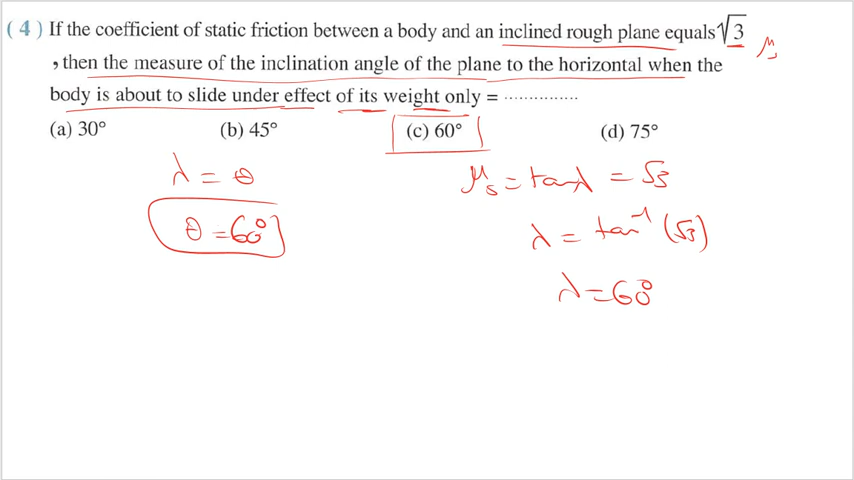 ( 4 ) If the coefficient of static friction between a body and an inclined rough plane equals √3 μs
, then the measure of the inclination angle of the plane to the horizontal when the
body is about to slide under effect of its weight only = ...............
(a) 30° (b) 45° (c) 60° (d) 75°
λ = θ μs = tan λ = √3
θ = 60° λ = tan⁻¹ (√3)
λ = 60°